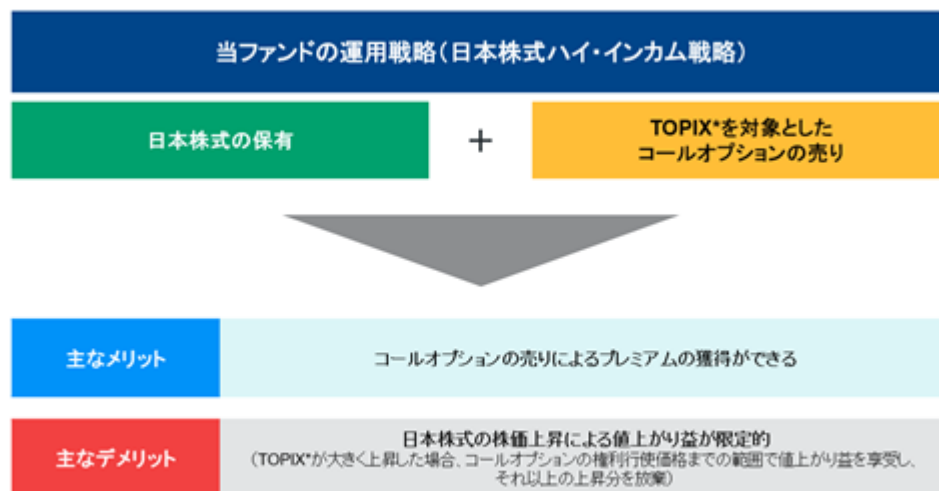 当ファンドの運用戦略(日本株式ハイ・インカム戦略)
日本株式の保有
+
TOPIX*を対象とした
コールオプションの売り
主なメリット
コールオプションの売りによるプレミアムの獲得ができる
主なデメリット
日本株式の株価上昇による値上がり益が限定的
(TOPIX*が大きく上昇した場合、コールオプションの権利行使価格までの範囲で値上がり益を享受し、
それ以上の上昇分を放棄)